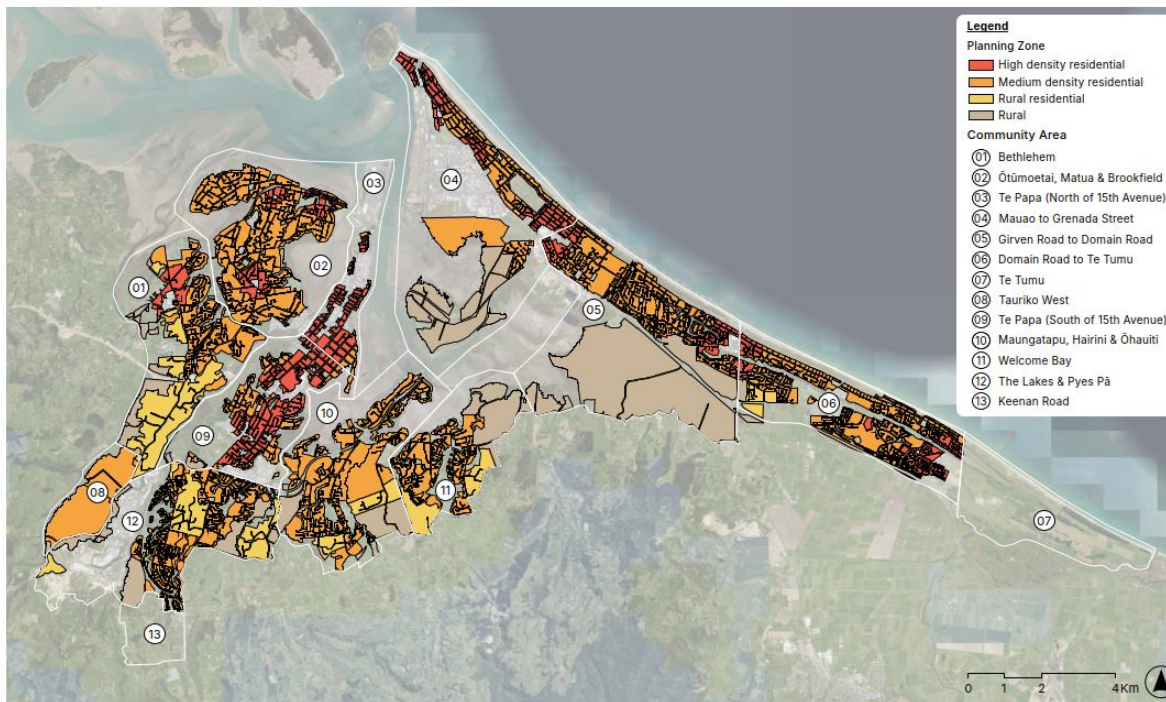 Legend
Planning Zone
High density residential
Medium density residential
Rural residential
Rural
Community Area
01 Bethlehem
02 Ōtūmoetai, Matua & Brookfield
03 Te Papa (North of 15th Avenue)
04 Mauao to Grenada Street
05 Girven Road to Domain Road
06 Domain Road to Te Tumu
07 Te Tumu
08 Tauriko West
09 Te Papa (South of 15th Avenue)
10 Maungatapu, Hairini & Ōhauiti
11 Welcome Bay
12 The Lakes & Pyes Pā
13 Keenan Road
03
04
02
01
05
06
10
09
11
08
12
07
13
0 1 2 4 Km